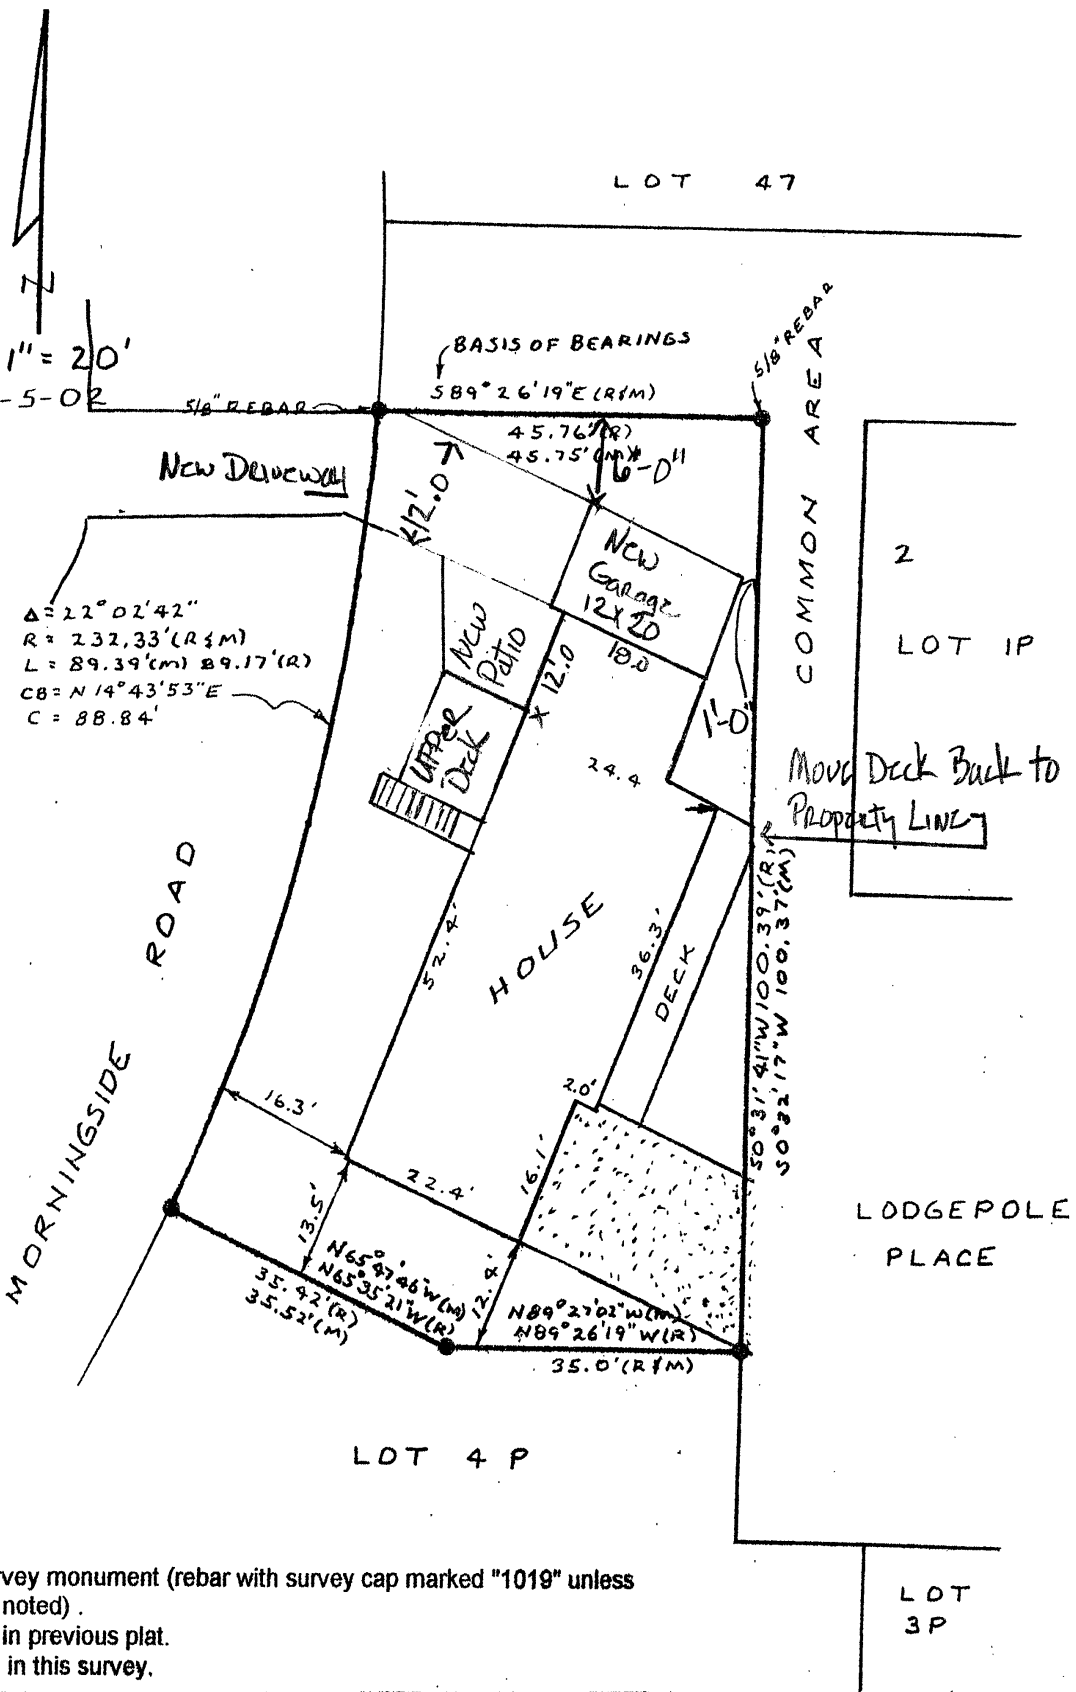 LOT 47
N
1" = 20'
-5-02
BASIS OF BEARINGS
S89°26'19"E (R&M)
5/8" REBAR
5/8" REBAR
45.76'(R)
45.75'(M)
6'-0"
NEW DRIVEWAY
12'.0
COMMON AREA
2
LOT 1P
NEW
Garage
12 X 20
18.0
Δ = 22°02'42"
R = 232.33'(R&M)
L = 89.39'(M) 89.17'(R)
CB = N14°43'53"E
C = 88.84'
NEW
PATIO
12'.0
1'-0"
UPPER
Deck
24.4
Move Deck Back to
Property Line
MORNINGSIDE ROAD
HOUSE
52.4'
36.3'
DECK
S0°31'41"W 100.39'(R)
S0°32'17"W 100.37'(M)
2.0'
16.3'
22.4'
16.1'
13.5'
12.4'
N65°47'46"W(M)
N65°35'21"W(R)
35.42'(R)
35.52'(M)
N89°27'02"W(M)
N89°26'19"W(R)
35.0'(R&M)
LODGEPOLE
PLACE
LOT 4P
rvey monument (rebar with survey cap marked "1019" unless
noted) .
in previous plat.
in this survey.
LOT
3P